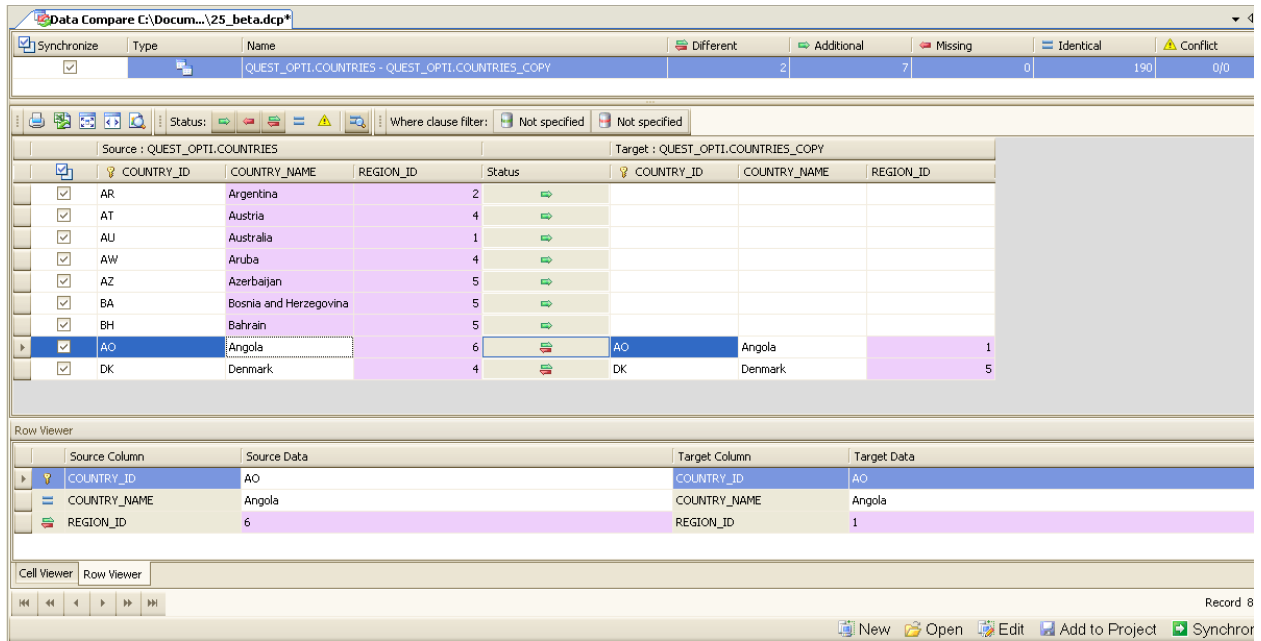 Data Compare C:\Docum...\25_beta.dcp*
Synchronize Type Name Different Additional Missing Identical Conflict
QUEST_OPTI.COUNTRIES - QUEST_OPTI.COUNTRIES_COPY 2 7 0 190 0/0
Status: Where clause filter: Not specified Not specified
Source : QUEST_OPTI.COUNTRIES Target : QUEST_OPTI.COUNTRIES_COPY
COUNTRY_ID COUNTRY_NAME REGION_ID Status COUNTRY_ID COUNTRY_NAME REGION_ID
AR Argentina 2
AT Austria 4
AU Australia 1
AW Aruba 4
AZ Azerbaijan 5
BA Bosnia and Herzegovina 5
BH Bahrain 5
AO Angola 6 AO Angola 1
DK Denmark 4 DK Denmark 5
Row Viewer
Source Column Source Data Target Column Target Data
COUNTRY_ID AO COUNTRY_ID AO
COUNTRY_NAME Angola COUNTRY_NAME Angola
REGION_ID 6 REGION_ID 1
Cell Viewer Row Viewer
Record 8
New Open Edit Add to Project Synchror